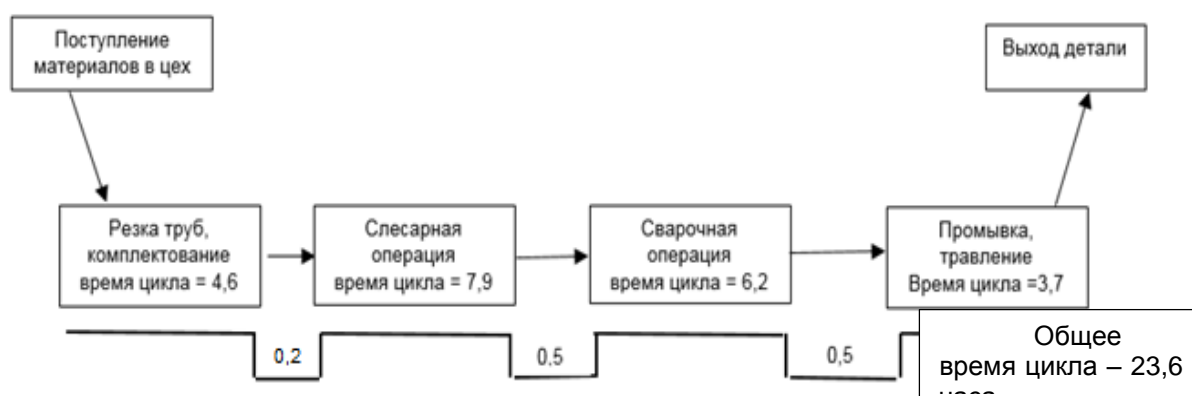 Поступление
материалов в цех
Выход детали
Резка труб,
комплектование
время цикла = 4,6
Слесарная
операция
время цикла = 7,9
Сварочная
операция
время цикла = 6,2
Промывка,
травление
Время цикла =3,7
0,2
0,5
0,5
Общее
время цикла – 23,6